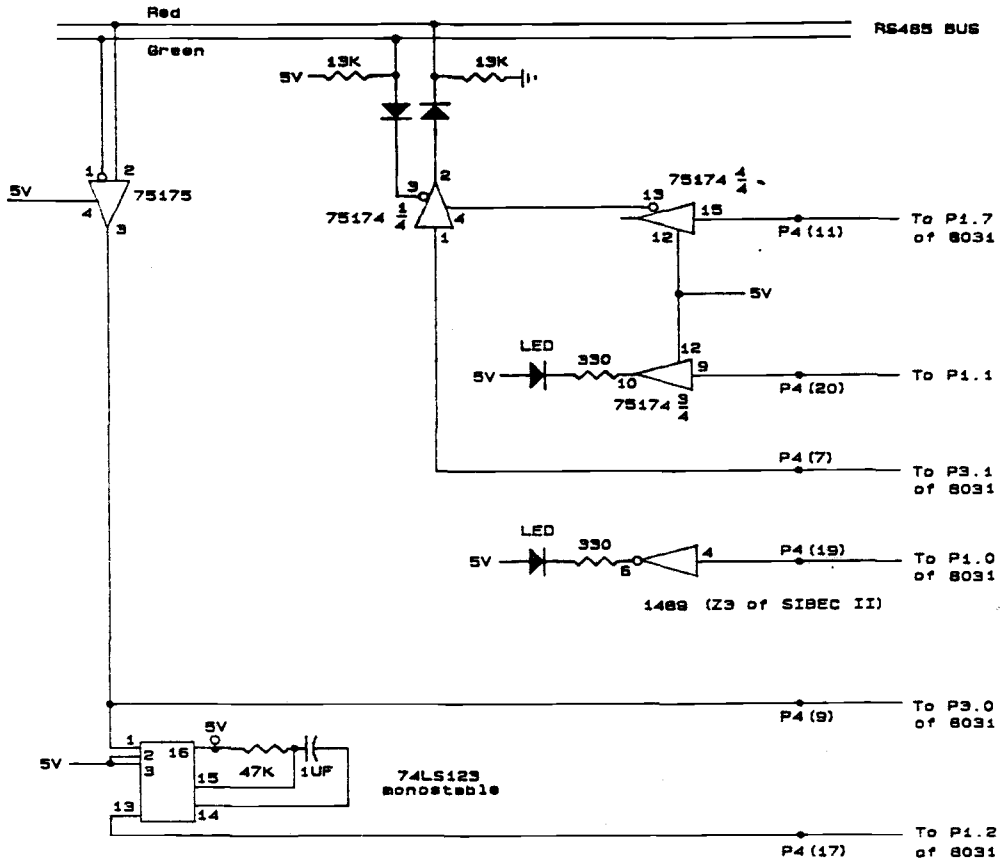 Red
RS485 BUS
Green
13K
13K
5V
1
2
5V
75175
4
3
3
2
75174 1/4
4
1
75174 4/4
13
15
12
P4(11)
To P1.7
of 8031
5V
LED
330
12
9
5V
10
75174 3/4
P4(20)
To P1.1
P4(7)
To P3.1
of 8031
LED
330
4
5V
6
P4(19)
To P1.0
of 8031
1489 (Z3 of SIBEC II)
P4(9)
To P3.0
of 8031
5V
1
2
3
16
5V
47K
1UF
15
14
13
74LS123
monostable
P4(17)
To P1.2
of 8031